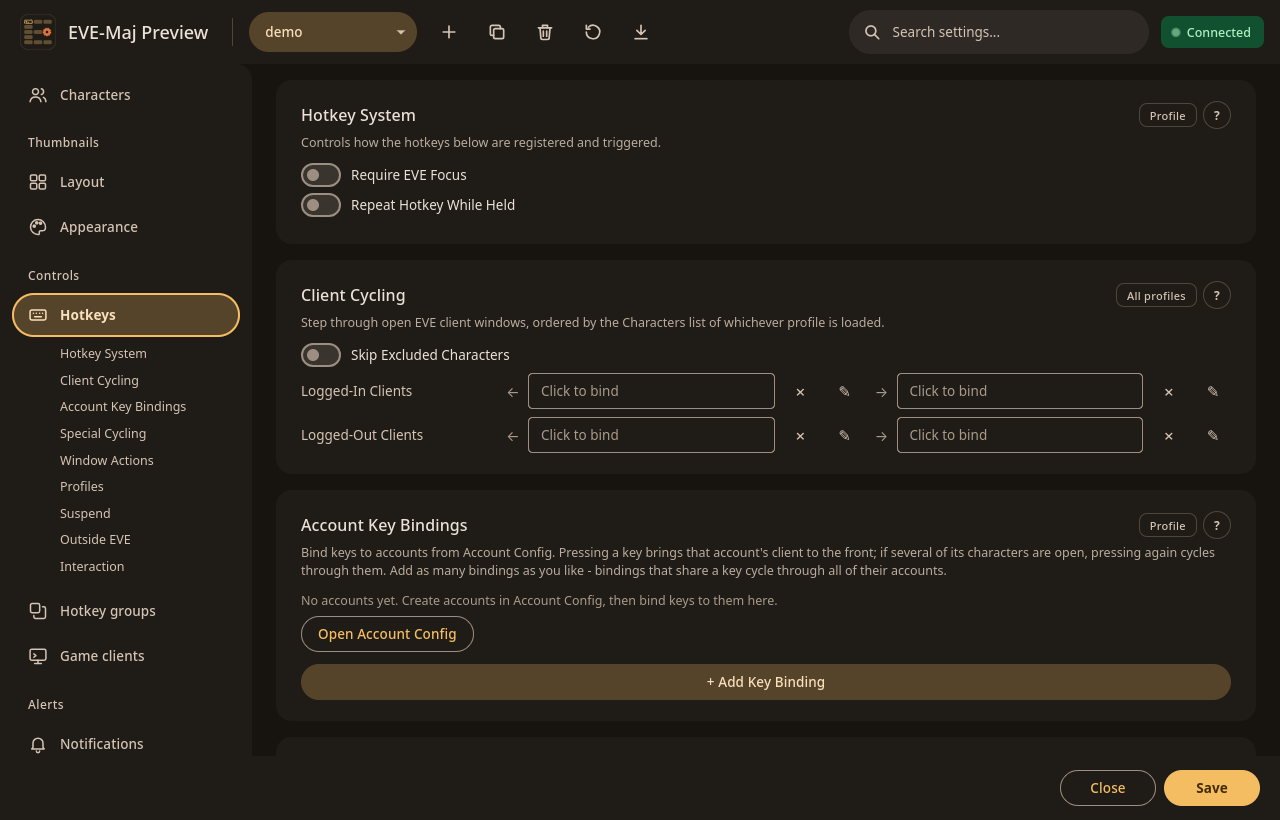 EVE-Maj Preview
demo
Search settings...
Connected
Characters
Thumbnails
Layout
Appearance
Controls
Hotkeys
Hotkey System
Client Cycling
Account Key Bindings
Special Cycling
Window Actions
Profiles
Suspend
Outside EVE
Interaction
Hotkey groups
Game clients
Alerts
Notifications
Hotkey System
Profile
?
Controls how the hotkeys below are registered and triggered.
Require EVE Focus
Repeat Hotkey While Held
Client Cycling
All profiles
?
Step through open EVE client windows, ordered by the Characters list of whichever profile is loaded.
Skip Excluded Characters
Logged-In Clients ← Click to bind × ✎ → Click to bind × ✎
Logged-Out Clients ← Click to bind × ✎ → Click to bind × ✎
Account Key Bindings
Profile
?
Bind keys to accounts from Account Config. Pressing a key brings that account's client to the front; if several of its characters are open, pressing again cycles
through them. Add as many bindings as you like - bindings that share a key cycle through all of their accounts.
No accounts yet. Create accounts in Account Config, then bind keys to them here.
Open Account Config
+ Add Key Binding
Close
Save